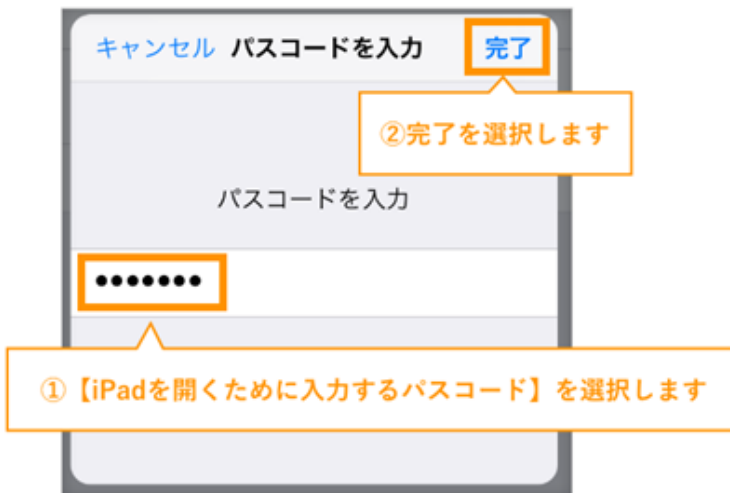 キャンセル パスコードを入力 完了
②完了を選択します
パスコードを入力
•••••••
①【iPadを開くために入力するパスコード】を選択します